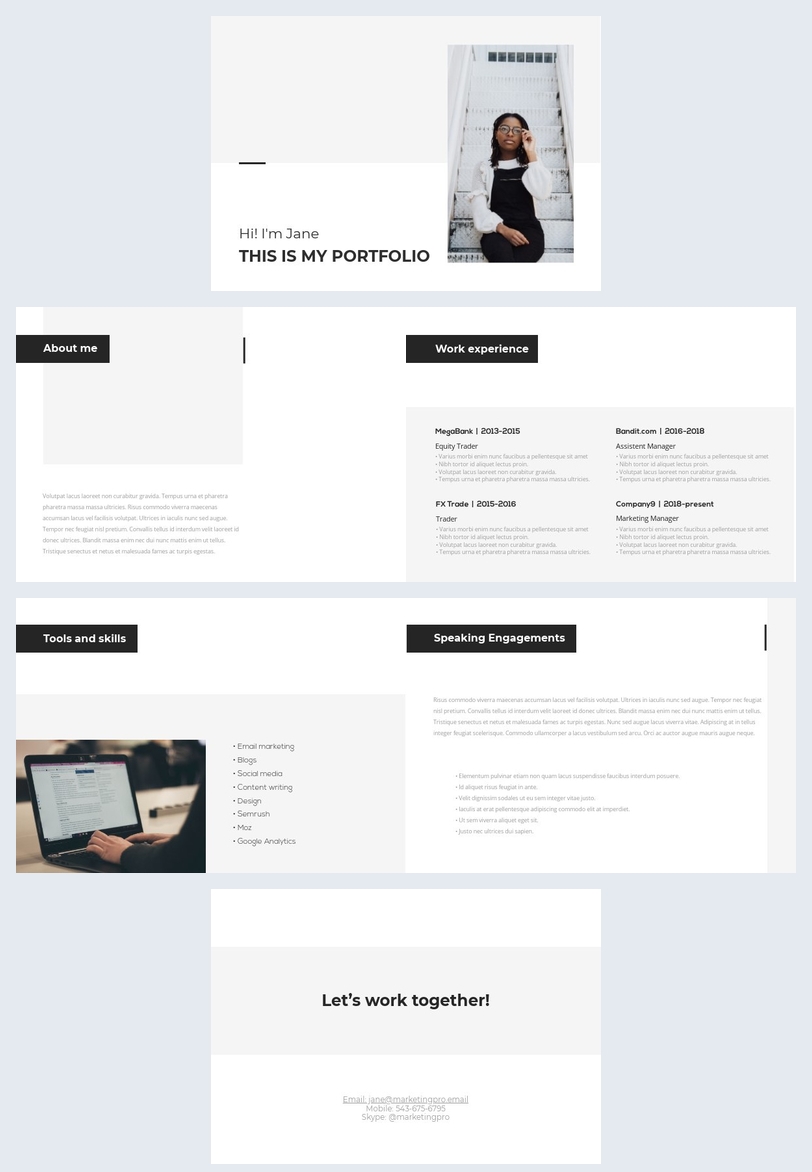 Hi! I'm Jane
THIS IS MY PORTFOLIO
About me
Volutpat lacus laoreet non curabitur gravida. Tempus urna et pharetra
pharetra massa massa ultricies. Risus commodo viverra maecenas
accumsan lacus vel facilisis volutpat. Ultrices in iaculis nunc sed augue.
Tempor nec feugiat nisl pretium. Convallis tellus id interdum velit laoreet id
donec ultrices. Blandit massa enim nec dui nunc mattis enim ut tellus.
Tristique senectus et netus et malesuada fames ac turpis egestas.
Work experience
MegaBank | 2013-2015
Equity Trader
• Varius morbi enim nunc faucibus a pellentesque sit amet
• Nibh tortor id aliquet lectus proin.
• Volutpat lacus laoreet non curabitur gravida.
• Tempus urna et pharetra pharetra massa massa ultricies.
FX Trade | 2015-2016
Trader
• Varius morbi enim nunc faucibus a pellentesque sit amet
• Nibh tortor id aliquet lectus proin.
• Volutpat lacus laoreet non curabitur gravida.
• Tempus urna et pharetra pharetra massa massa ultricies.
Bandit.com | 2016-2018
Assistent Manager
• Varius morbi enim nunc faucibus a pellentesque sit amet
• Nibh tortor id aliquet lectus proin.
• Volutpat lacus laoreet non curabitur gravida.
• Tempus urna et pharetra pharetra massa massa ultricies.
Company9 | 2018-present
Marketing Manager
• Varius morbi enim nunc faucibus a pellentesque sit amet
• Nibh tortor id aliquet lectus proin.
• Volutpat lacus laoreet non curabitur gravida.
• Tempus urna et pharetra pharetra massa massa ultricies.
Tools and skills
• Email marketing
• Blogs
• Social media
• Content writing
• Design
• Semrush
• Moz
• Google Analytics
Speaking Engagements
Risus commodo viverra maecenas accumsan lacus vel facilisis volutpat. Ultrices in iaculis nunc sed augue. Tempor nec feugiat
nisl pretium. Convallis tellus id interdum velit laoreet id donec ultrices. Blandit massa enim nec dui nunc mattis enim ut tellus.
Tristique senectus et netus et malesuada fames ac turpis egestas. Nunc sed augue lacus viverra vitae. Adipiscing at in tellus
integer feugiat scelerisque. Commodo ullamcorper a lacus vestibulum sed arcu. Orci ac auctor augue mauris augue neque.
• Elementum pulvinar etiam non quam lacus suspendisse faucibus interdum posuere.
• Id aliquet risus feugiat in ante.
• Velit dignissim sodales ut eu sem integer vitae justo.
• Iaculis at erat pellentesque adipiscing commodo elit at imperdiet.
• Ut sem viverra aliquet eget sit.
• Justo nec ultrices dui sapien.
Let's work together!
Email: jane@marketingpro.email
Mobile: 543-675-6795
Skype: @marketingpro